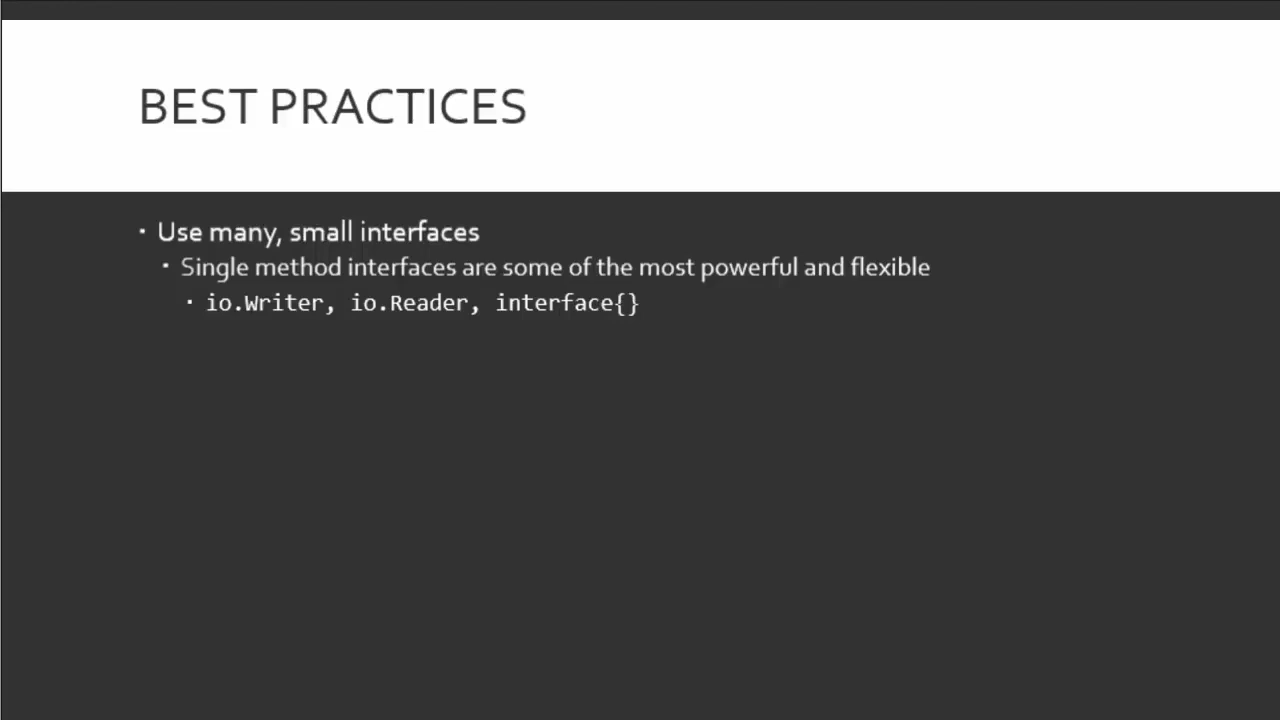 BEST PRACTICES
▪ Use many, small interfaces
▪ Single method interfaces are some of the most powerful and flexible
▪ io.Writer, io.Reader, interface{}